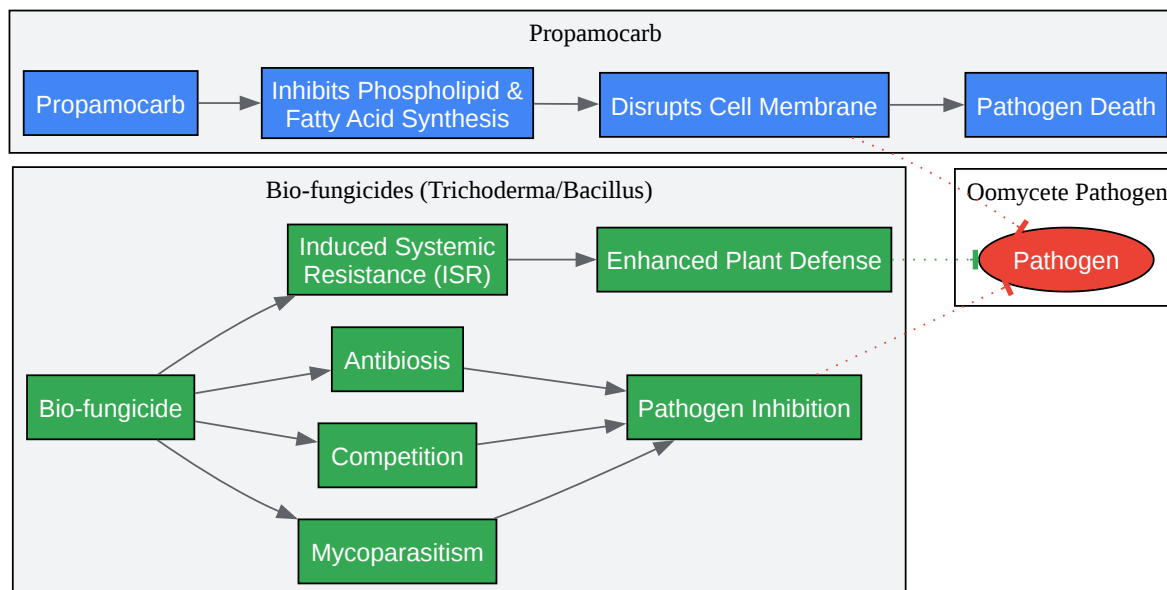 Propamocarb
Propamocarb
Inhibits Phospholipid &
Fatty Acid Synthesis
Disrupts Cell Membrane
Pathogen Death
Bio-fungicides (Trichoderma/Bacillus)
Oomycete Pathogen
Induced Systemic
Resistance (ISR)
Enhanced Plant Defense
Pathogen
Antibiosis
Bio-fungicide
Pathogen Inhibition
Competition
Mycoparasitism